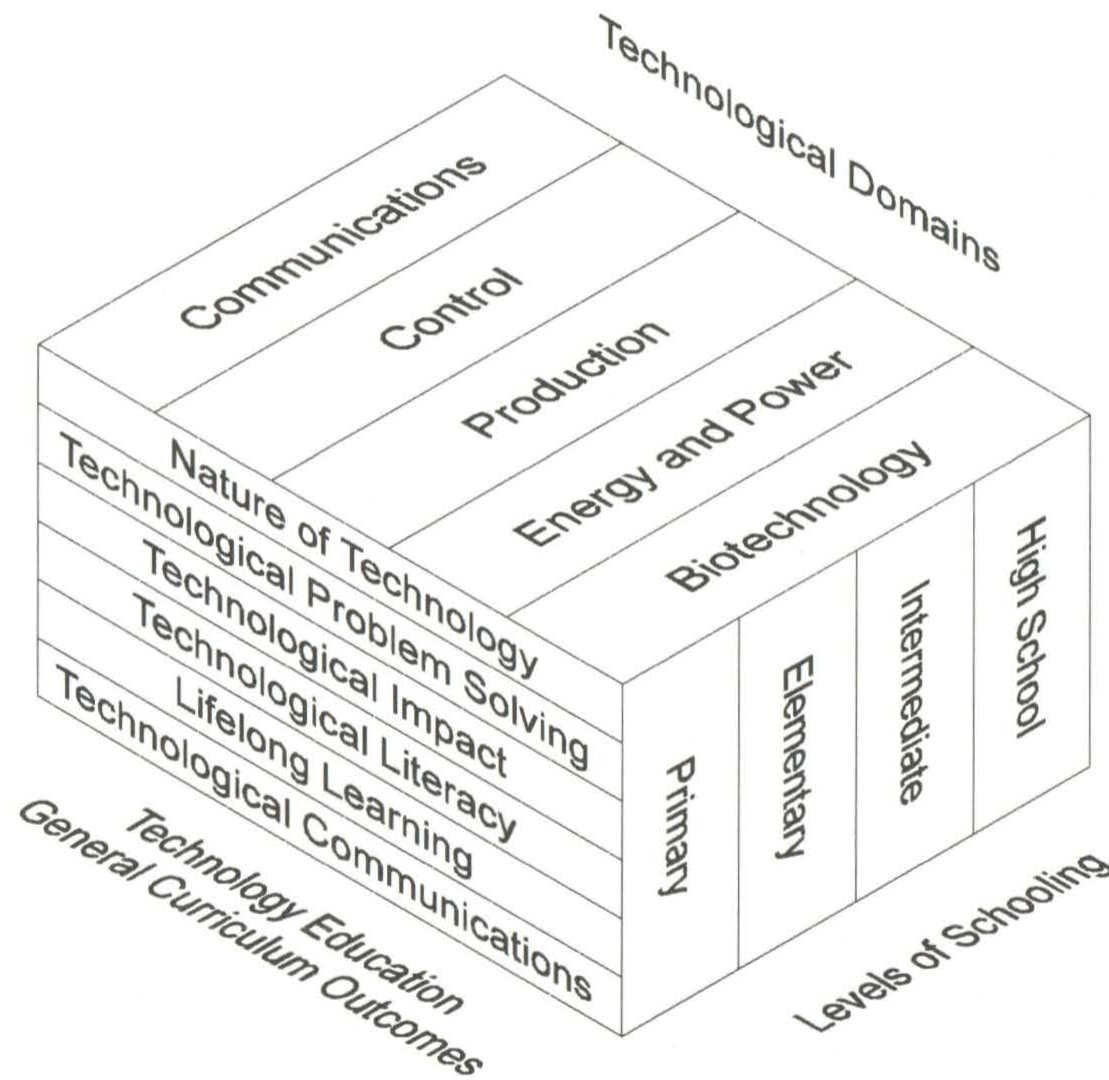 Technological Domains
Communications
Control
Production
Energy and Power
Biotechnology
Nature of Technology
Technological Problem Solving
Technological Impact
Technological Literacy
Lifelong Learning
Technological Communications
Technology Education
General Curriculum Outcomes
Primary
Elementary
Intermediate
High School
Levels of Schooling